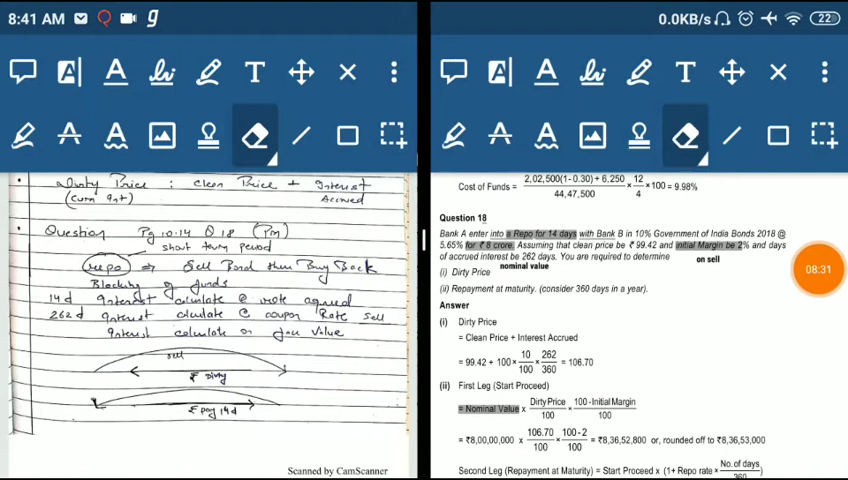 8:41 AM g
0.0KB/s 22
A A T
A A
A A T
A A
Dirty Price : Clean Price + Interest
(cum int) Accrued
• Question Pg 10.14 Q 18 (Pm)
short term period
repo ⇒ Sell Bond then Buy Back
Blocking of funds
14d Interest calculate @ rate agreed
262d Interest calculate @ coupon Rate sell
Interest calculate on face Value
sell
₹ Dirty
₹ pay 14d
Scanned by CamScanner
Cost of Funds = 2,02,500(1-0.30) + 6,250 / 44,47,500 × 12/4 × 100 = 9.98%
Question 18
Bank A enter into a Repo for 14 days with Bank B in 10% Government of India Bonds 2018 @
5.65% for ₹ 8 crore. Assuming that clean price be ₹ 99.42 and initial Margin be 2% and days
of accrued interest be 262 days. You are required to determine on sell
(i) Dirty Price nominal value
(ii) Repayment at maturity. (consider 360 days in a year).
Answer
(i) Dirty Price
= Clean Price + Interest Accrued
= 99.42 + 100 × 10/100 × 262/360 = 106.70
(ii) First Leg (Start Proceed)
= Nominal Value x Dirty Price/100 × 100 - Initial Margin/100
= ₹8,00,00,000 x 106.70/100 × 100 - 2/100 = ₹8,36,52,800 or, rounded off to ₹8,36,53,000
Second Leg (Repayment at Maturity) = Start Proceed x (1+ Repo rate × No. of days/360)
08:31